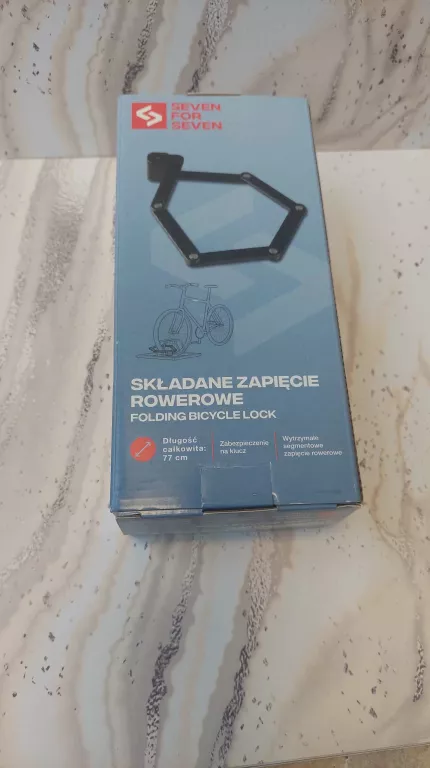 SEVEN
FOR
SEVEN
SKŁADANE ZAPIĘCIE
ROWEROWE
FOLDING BICYCLE LOCK
Długość
całkowita:
77 cm
Zabezpieczenie
na klucz
Wytrzymałe
segmentowe
zapięcie rowerowe